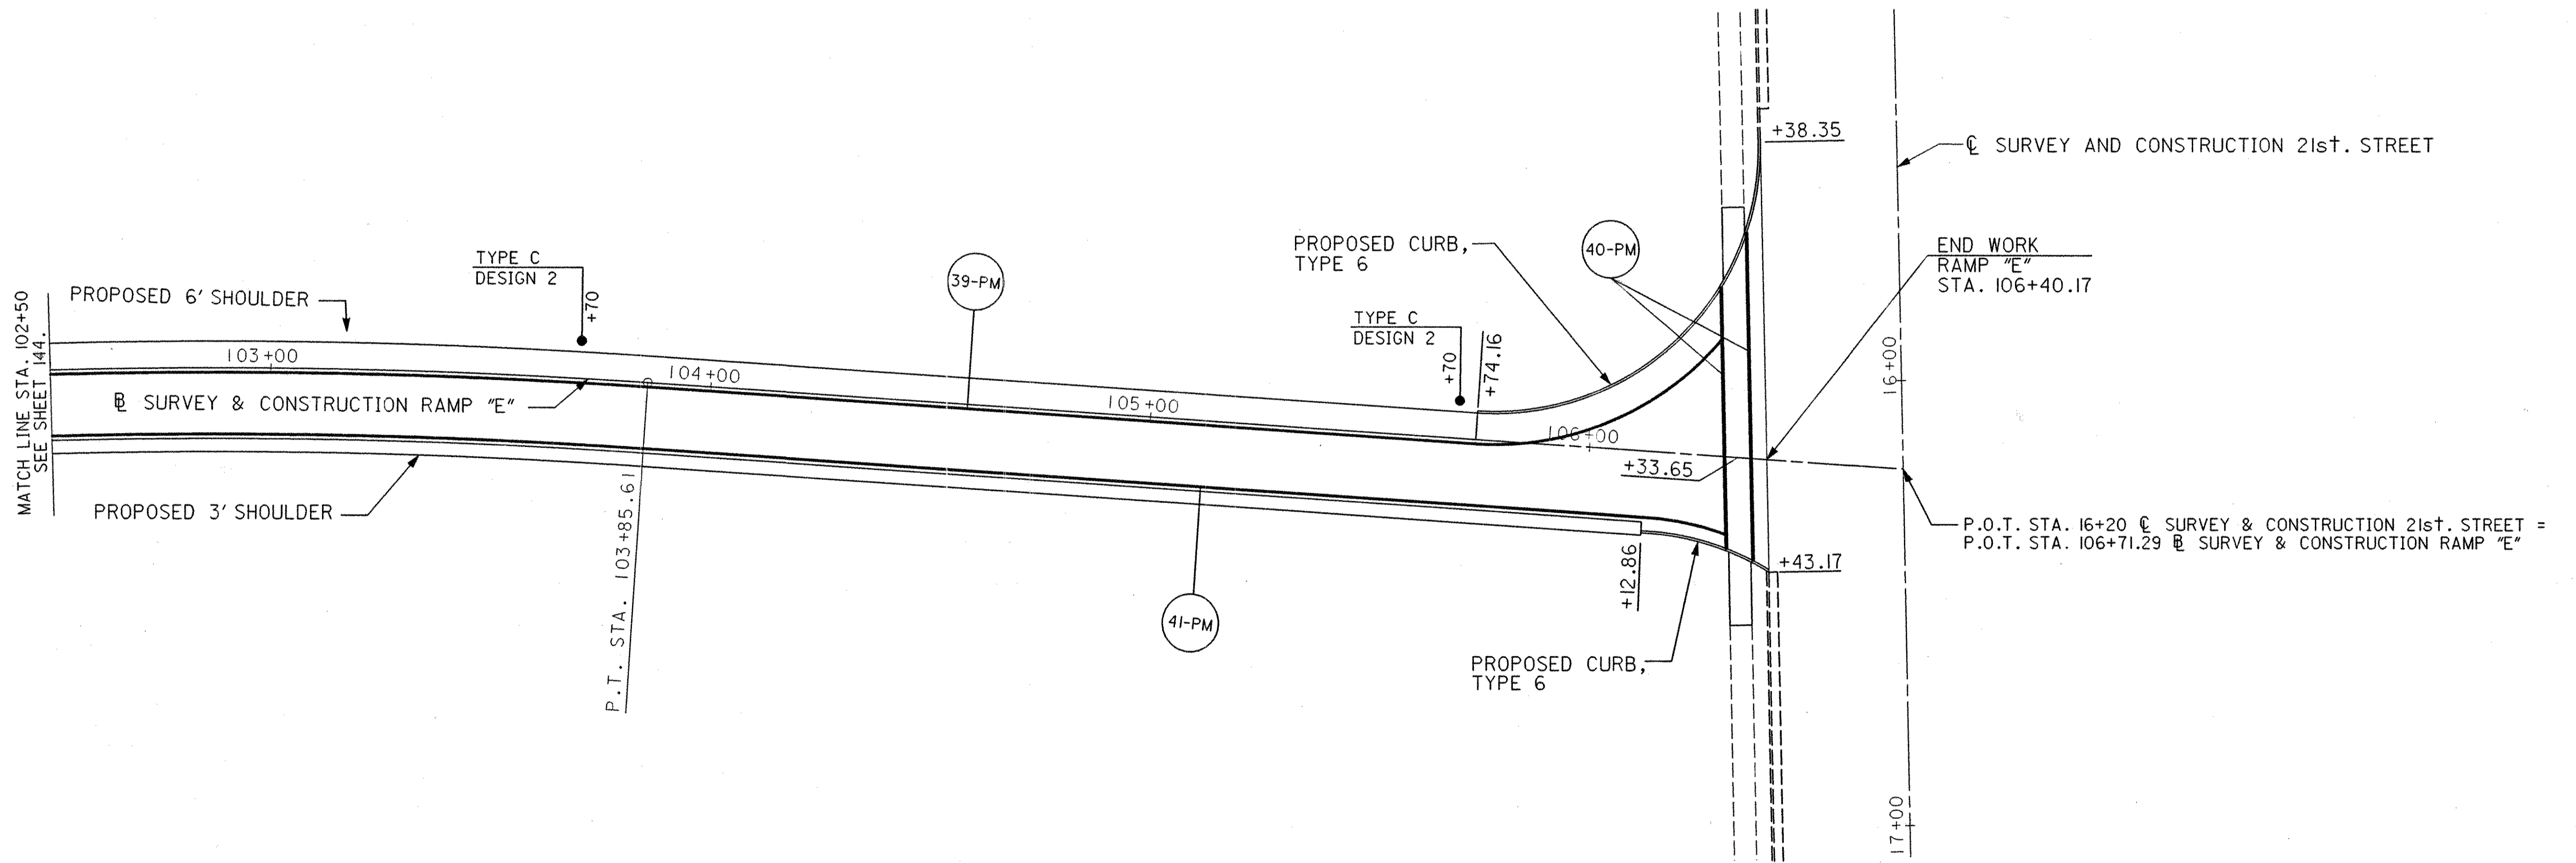 MATCH LINE STA. 102+50
SEE SHEET 144.
PROPOSED 6' SHOULDER
103+00
℄ SURVEY & CONSTRUCTION RAMP "E"
PROPOSED 3' SHOULDER
TYPE C
DESIGN 2
+70
104+00
P.T. STA. 103+85.61
39-PM
105+00
41-PM
TYPE C
DESIGN 2
+70
+74.16
PROPOSED CURB,
TYPE 6
40-PM
106+00
+33.65
+12.86
PROPOSED CURB,
TYPE 6
+38.35
+43.17
℄ SURVEY AND CONSTRUCTION 21st. STREET
END WORK
RAMP "E"
STA. 106+40.17
16+00
P.O.T. STA. 16+20 ℄ SURVEY & CONSTRUCTION 21st. STREET =
P.O.T. STA. 106+71.29 BL SURVEY & CONSTRUCTION RAMP "E"
17+00